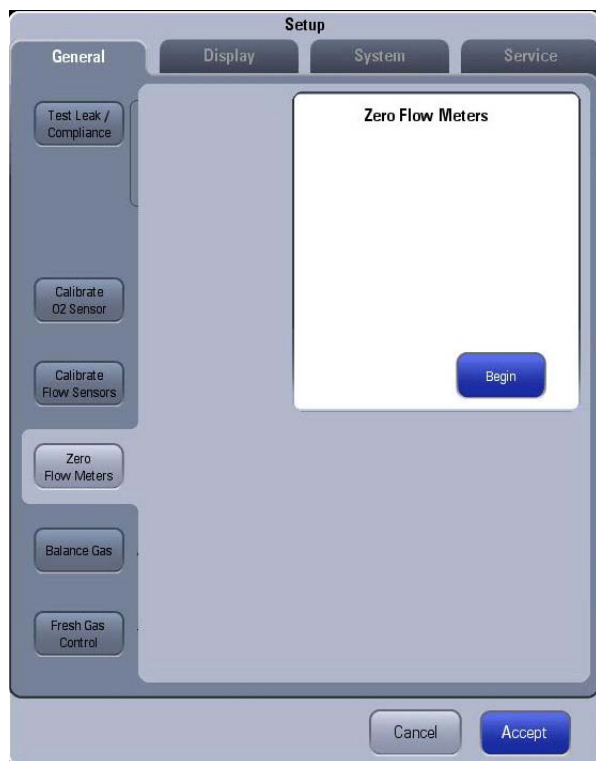 Setup
General
Display
System
Service
Test Leak /
Compliance
Zero Flow Meters
Calibrate
O2 Sensor
Calibrate
Flow Sensors
Begin
Zero
Flow Meters
Balance Gas
Fresh Gas
Control
Cancel
Accept